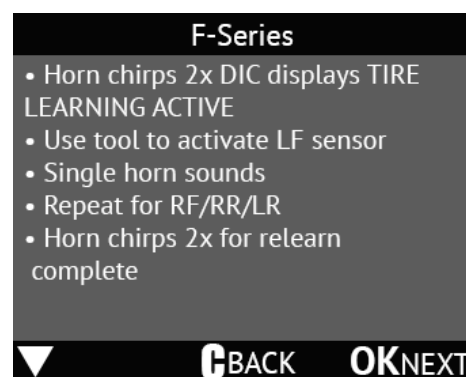 F-Series
• Horn chirps 2x DIC displays TIRE
LEARNING ACTIVE
• Use tool to activate LF sensor
• Single horn sounds
• Repeat for RF/RR/LR
• Horn chirps 2x for relearn
complete
CBACK OKNEXT